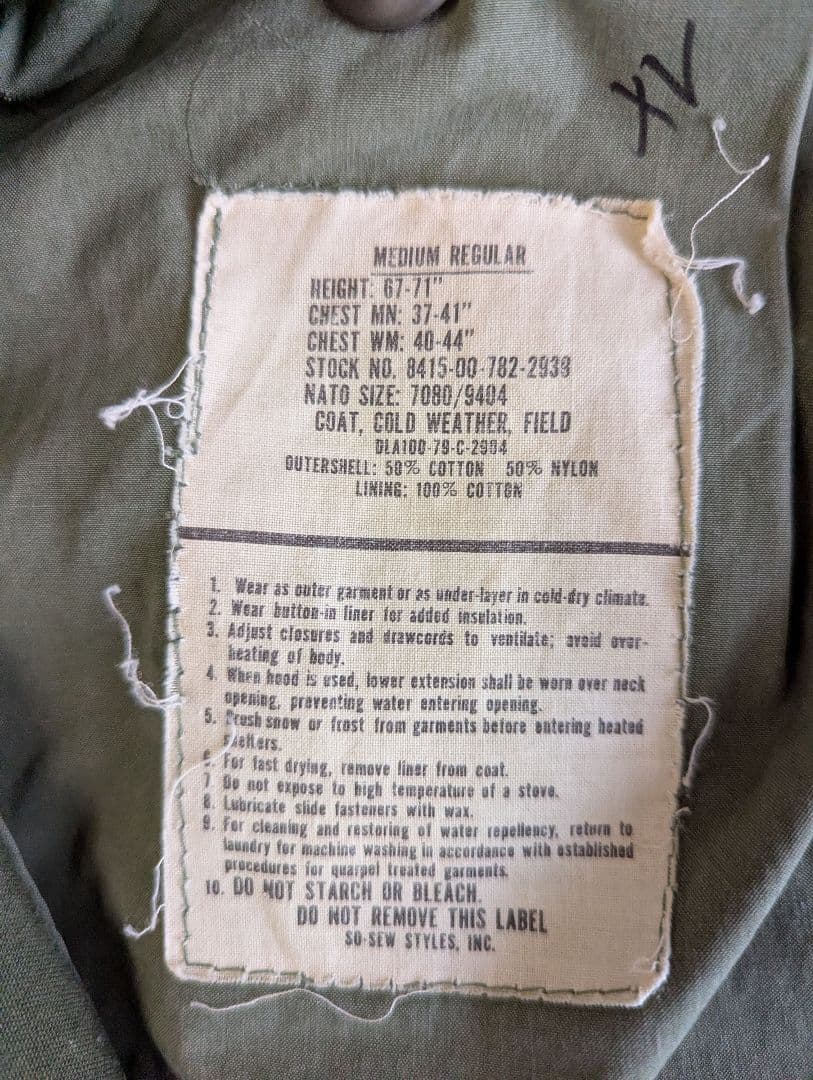 MEDIUM REGULAR
HEIGHT: 67-71"
CHEST MN: 37-41"
CHEST WM: 40-44"
STOCK NO. 8415-00-782-2939
NATO SIZE: 7080/9404
COAT, COLD WEATHER, FIELD
DLA100-79-C-2994
OUTERSHELL: 50% COTTON 50% NYLON
LINING: 100% COTTON
1. Wear as outer garment or as under-layer in cold-dry climate.
2. Wear button-in liner for added insulation.
3. Adjust closures and drawcords to ventilate; avoid over-
heating of body.
4. When hood is used, lower extension shall be worn over neck
opening, preventing water entering opening.
5. Brush snow or frost from garments before entering heated
shelters.
6. For fast drying, remove liner from coat.
7. Do not expose to high temperature of a stove.
8. Lubricate slide fasteners with wax.
9. For cleaning and restoring of water repellency, return to
laundry for machine washing in accordance with established
procedures for quarpel treated garments.
10. DO NOT STARCH OR BLEACH.
DO NOT REMOVE THIS LABEL
SO-SEW STYLES, INC.